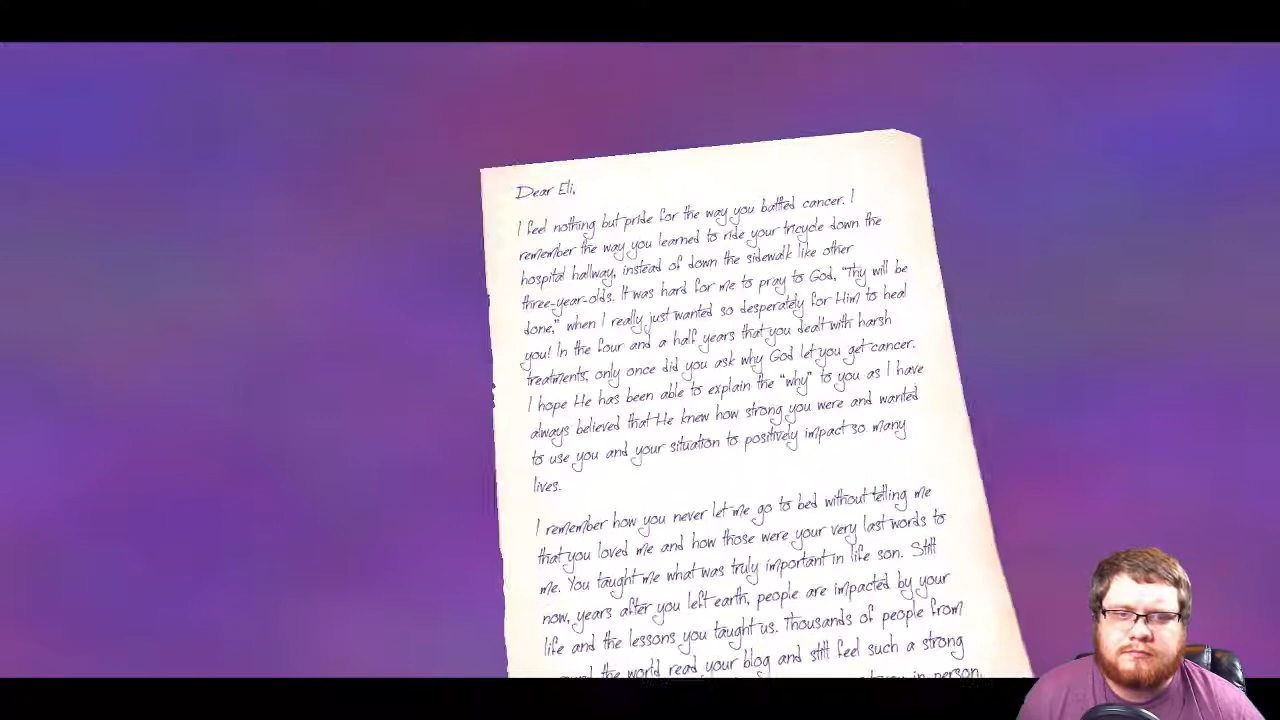 Dear Eli,
I feel nothing but pride for the way you battled cancer. I
remember the way you learned to ride your tricycle down the
hospital hallway, instead of down the sidewalk like other
three-year-olds. It was hard for me to pray to God, "Thy will be
done," when I really just wanted so desperately for Him to heal
you! In the four and a half years that you dealt with harsh
treatments, only once did you ask why God let you get cancer.
I hope He has been able to explain the "why" to you as I have
always believed that He knew how strong you were and wanted
to use you and your situation to positively impact so many
lives.
I remember how you never let me go to bed without telling me
that you loved me and how those were your very last words to
me. You taught me what was truly important in life son. Still
now, years after you left earth, people are impacted by your
life and the lessons you taught us. Thousands of people from
the world read your blog and still feel such a strong
in person,